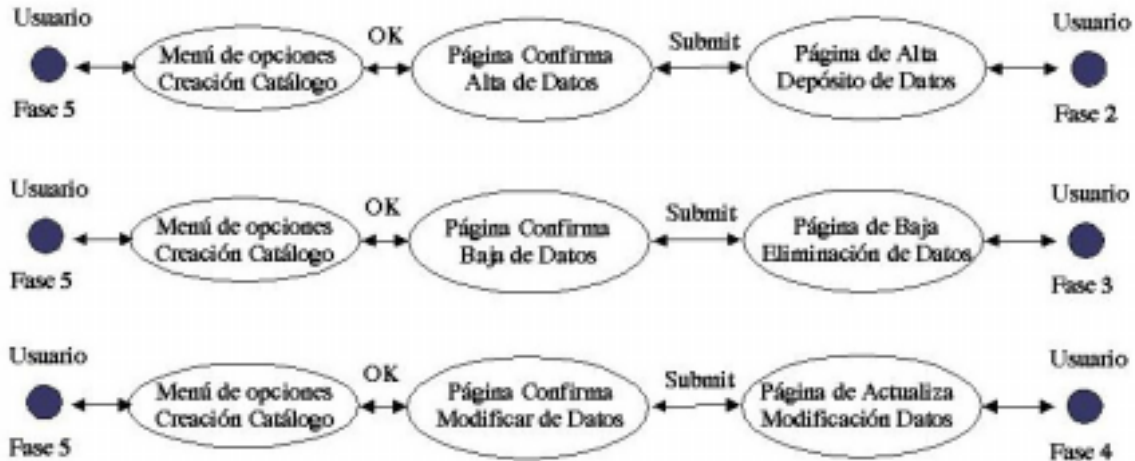 Usuario
Fase 5
Menú de opciones
Creación Catálogo
OK
Página Confirma
Alta de Datos
Submit
Página de Alta
Depósito de Datos
Usuario
Fase 2
Usuario
Fase 5
Menú de opciones
Creación Catálogo
OK
Página Confirma
Baja de Datos
Submit
Página de Baja
Eliminación de Datos
Usuario
Fase 3
Usuario
Fase 5
Menú de opciones
Creación Catálogo
OK
Página Confirma
Modificar de Datos
Submit
Página de Actualiza
Modificación Datos
Usuario
Fase 4